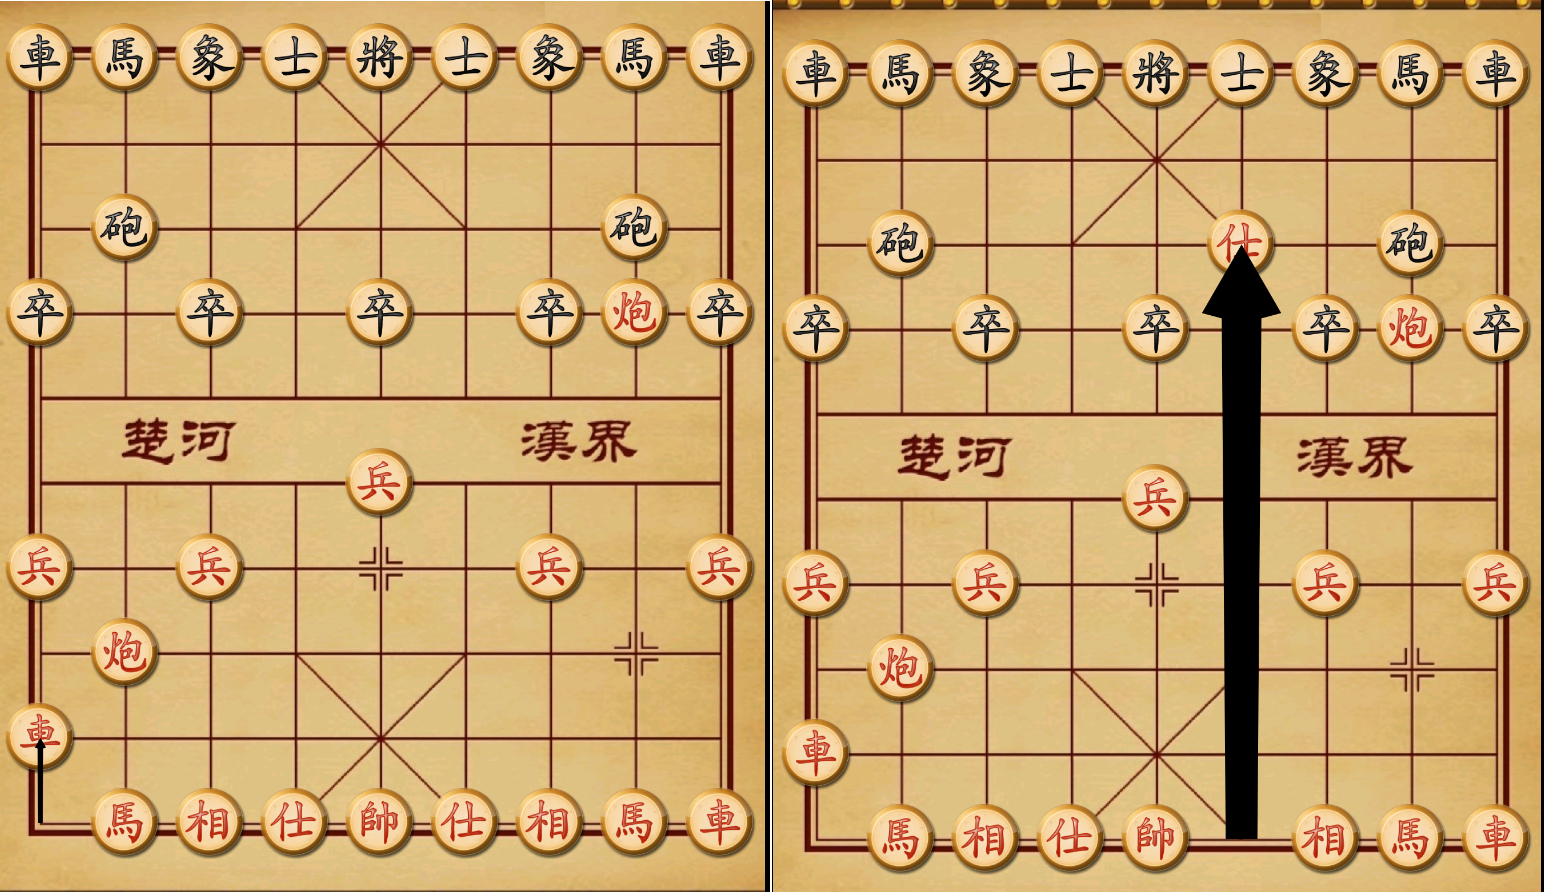 車馬象士將士象馬車
砲砲
卒卒卒卒炮卒
楚河 漢界
兵
兵兵兵兵
炮
車
馬相仕帥仕相馬車
車馬象士將士象馬車
砲仕砲
卒卒卒卒炮卒
楚河 漢界
兵
兵兵兵兵
炮
車
馬相仕帥相馬車